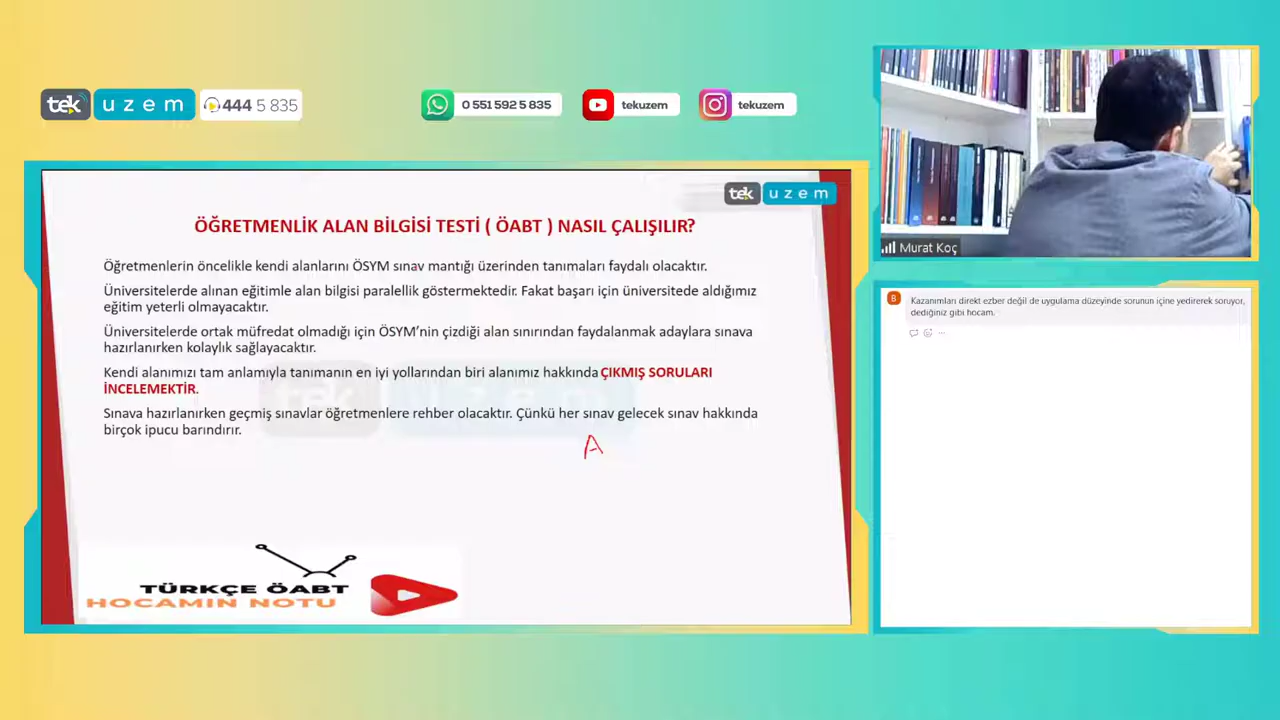 tek uzem 444 5 835
0 551 592 5 835
tekuzem
tekuzem
tek uzem
ÖĞRETMENLİK ALAN BİLGİSİ TESTİ ( ÖABT ) NASIL ÇALIŞILIR?
Öğretmenlerin öncelikle kendi alanlarını ÖSYM sınav mantığı üzerinden tanımaları faydalı olacaktır.
Üniversitelerde alınan eğitimle alan bilgisi paralellik göstermektedir. Fakat başarı için üniversitede aldığımız
eğitim yeterli olmayacaktır.
Üniversitelerde ortak müfredat olmadığı için ÖSYM'nin çizdiği alan sınırından faydalanmak adaylara sınava
hazırlanırken kolaylık sağlayacaktır.
Kendi alanımızı tam anlamıyla tanımanın en iyi yollarından biri alanımız hakkında ÇIKMIŞ SORULARI
İNCELEMEKTİR.
Sınava hazırlanırken geçmiş sınavlar öğretmenlere rehber olacaktır. Çünkü her sınav gelecek sınav hakkında
birçok ipucu barındırır.
A
TÜRKÇE ÖABT
HOCAMIN NOTU
Murat Koç
B
Kazanımları direkt ezber değil de uygulama düzeyinde sorunun içine yedirerek soruyor,
dediğiniz gibi hocam.